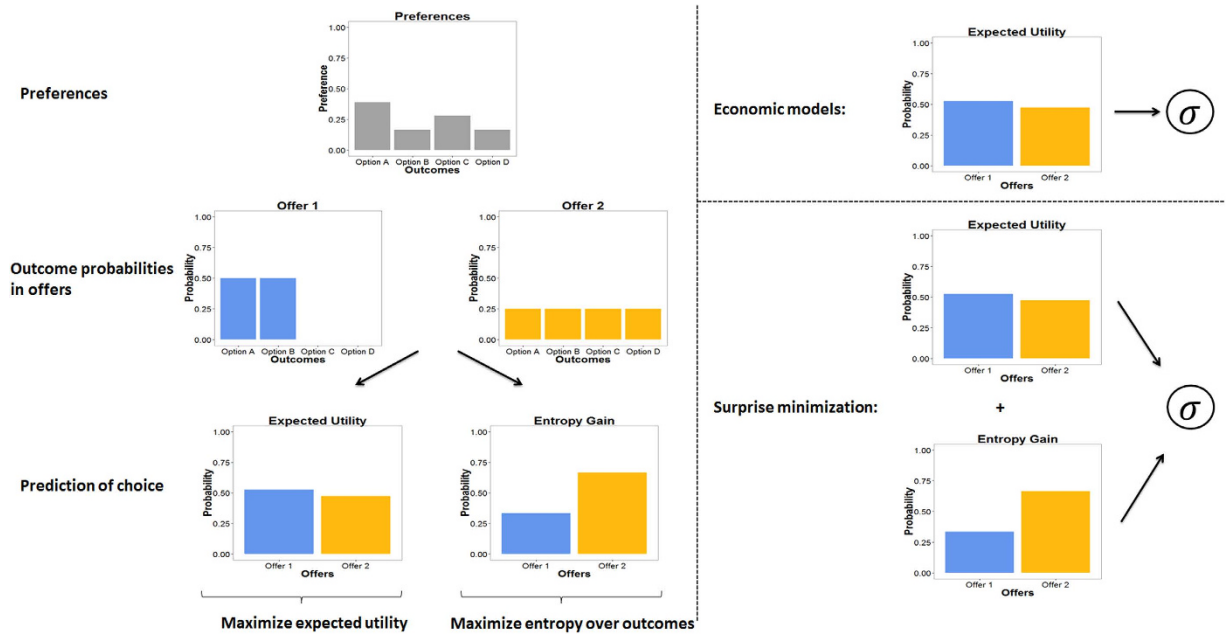 Preferences
Preferences
1.00
0.75
0.50
0.25
0.00
Preference
Option A Option B Option C Option D
Outcomes
Outcome probabilities
in offers
Offer 1
1.00
0.75
0.50
0.25
0.00
Probability
Option A Option B Option C Option D
Outcomes
Offer 2
1.00
0.75
0.50
0.25
0.00
Probability
Option A Option B Option C Option D
Outcomes
Prediction of choice
Expected Utility
1.00
0.75
0.50
0.25
0.00
Probability
Offer 1 Offer 2
Offers
Entropy Gain
1.00
0.75
0.50
0.25
0.00
Probability
Offer 1 Offer 2
Offers
Maximize expected utility
Maximize entropy over outcomes
Economic models:
Expected Utility
1.00
0.75
0.50
0.25
0.00
Probability
Offer 1 Offer 2
Offers
σ
Surprise minimization:
Expected Utility
1.00
0.75
0.50
0.25
0.00
Probability
Offer 1 Offer 2
Offers
+
Entropy Gain
1.00
0.75
0.50
0.25
0.00
Probability
Offer 1 Offer 2
Offers
σ